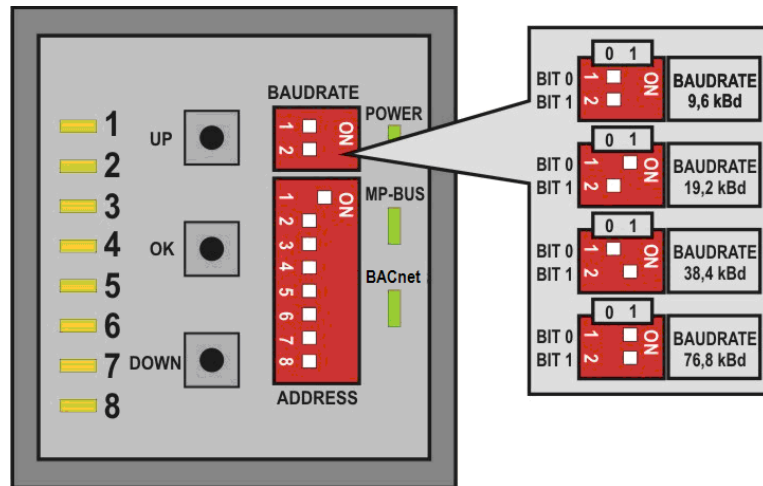 1
2
3
4
5
6
7
8
UP
OK
DOWN
BAUDRATE
1
2
ON
1
2
3
4
5
6
7
8
ON
ADDRESS
POWER
MP-BUS
BACnet
0 1
BIT 0
BIT 1
1
2
ON
BAUDRATE
9,6 kBd
0 1
BIT 0
BIT 1
1
2
ON
BAUDRATE
19,2 kBd
0 1
BIT 0
BIT 1
1
2
ON
BAUDRATE
38,4 kBd
0 1
BIT 0
BIT 1
1
2
ON
BAUDRATE
76,8 kBd